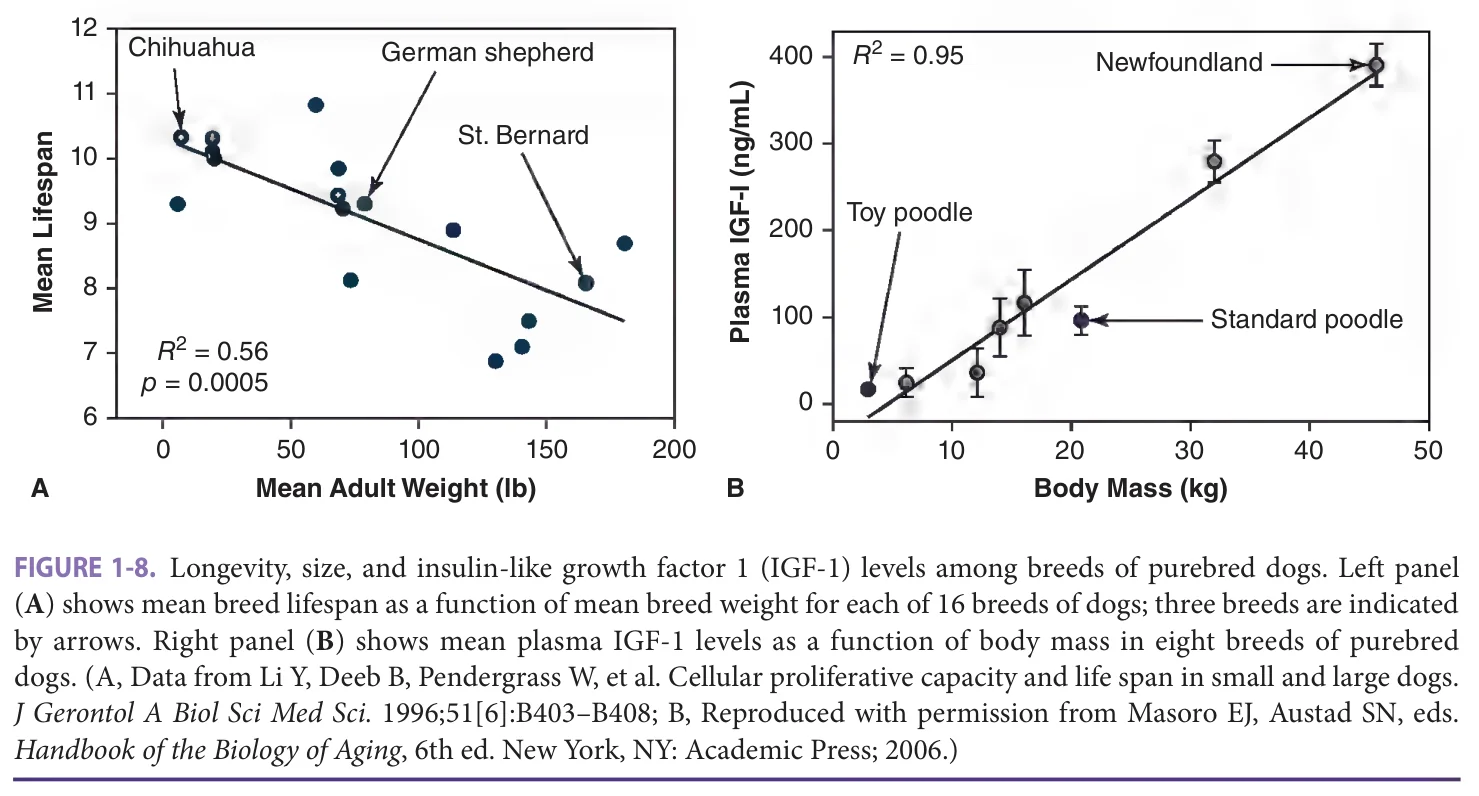 12
11
10
9
8
7
6
Mean Lifespan
Chihuahua
German shepherd
St. Bernard
R2 = 0.56
p = 0.0005
0 50 100 150 200
A Mean Adult Weight (lb)
400
300
200
100
0
Plasma IGF-I (ng/mL)
R2 = 0.95
Newfoundland
Toy poodle
Standard poodle
0 10 20 30 40 50
B Body Mass (kg)
FIGURE 1-8. Longevity, size, and insulin-like growth factor 1 (IGF-1) levels among breeds of purebred dogs. Left panel
(A) shows mean breed lifespan as a function of mean breed weight for each of 16 breeds of dogs; three breeds are indicated
by arrows. Right panel (B) shows mean plasma IGF-1 levels as a function of body mass in eight breeds of purebred
dogs. (A, Data from Li Y, Deeb B, Pendergrass W, et al. Cellular proliferative capacity and life span in small and large dogs.
J Gerontol A Biol Sci Med Sci. 1996;51[6]:B403–B408; B, Reproduced with permission from Masoro EJ, Austad SN, eds.
Handbook of the Biology of Aging, 6th ed. New York, NY: Academic Press; 2006.)